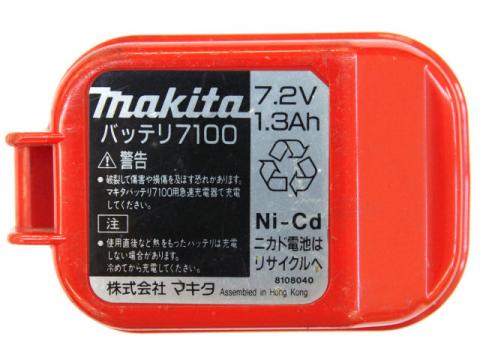 makita
7.2V
1.3Ah
バッテリ7100
⚠警告
● 破裂して傷害や損傷を及ぼす恐れがあります。
マキタバッテリ7100用急速充電器で充電
してください。
注
● 使用直後など熱をもったバッテリは充電
しない場合があります。
冷めてから充電してください。
株式会社 マキタ
Ni-Cd
ニカド電池は
リサイクルへ
8108040
Assembled in Hong Kong